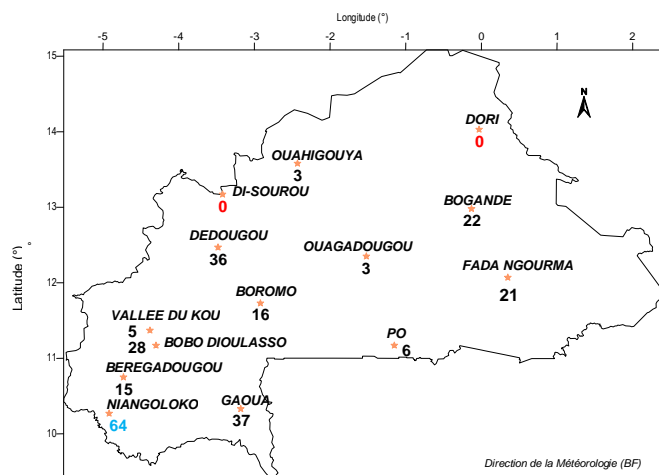 Longitude (°)
-5 -4 -3 -2 -1 0 1 2
15
N
DORI
14
0
OUAHIGOUYA
3
DI-SOUROU
0
13
BOGANDE
22
DEDOUGOU
36
OUAGADOUGOU
3
FADA NGOURMA
21
12
Latitude (°)
°
BOROMO
16
VALLEE DU KOU
5
28 BOBO DIOULASSO
PO
6
11
BEREGADOUGOU
15
NIANGOLOKO
64
GAOUA
37
10
Direction de la Météorologie (BF)